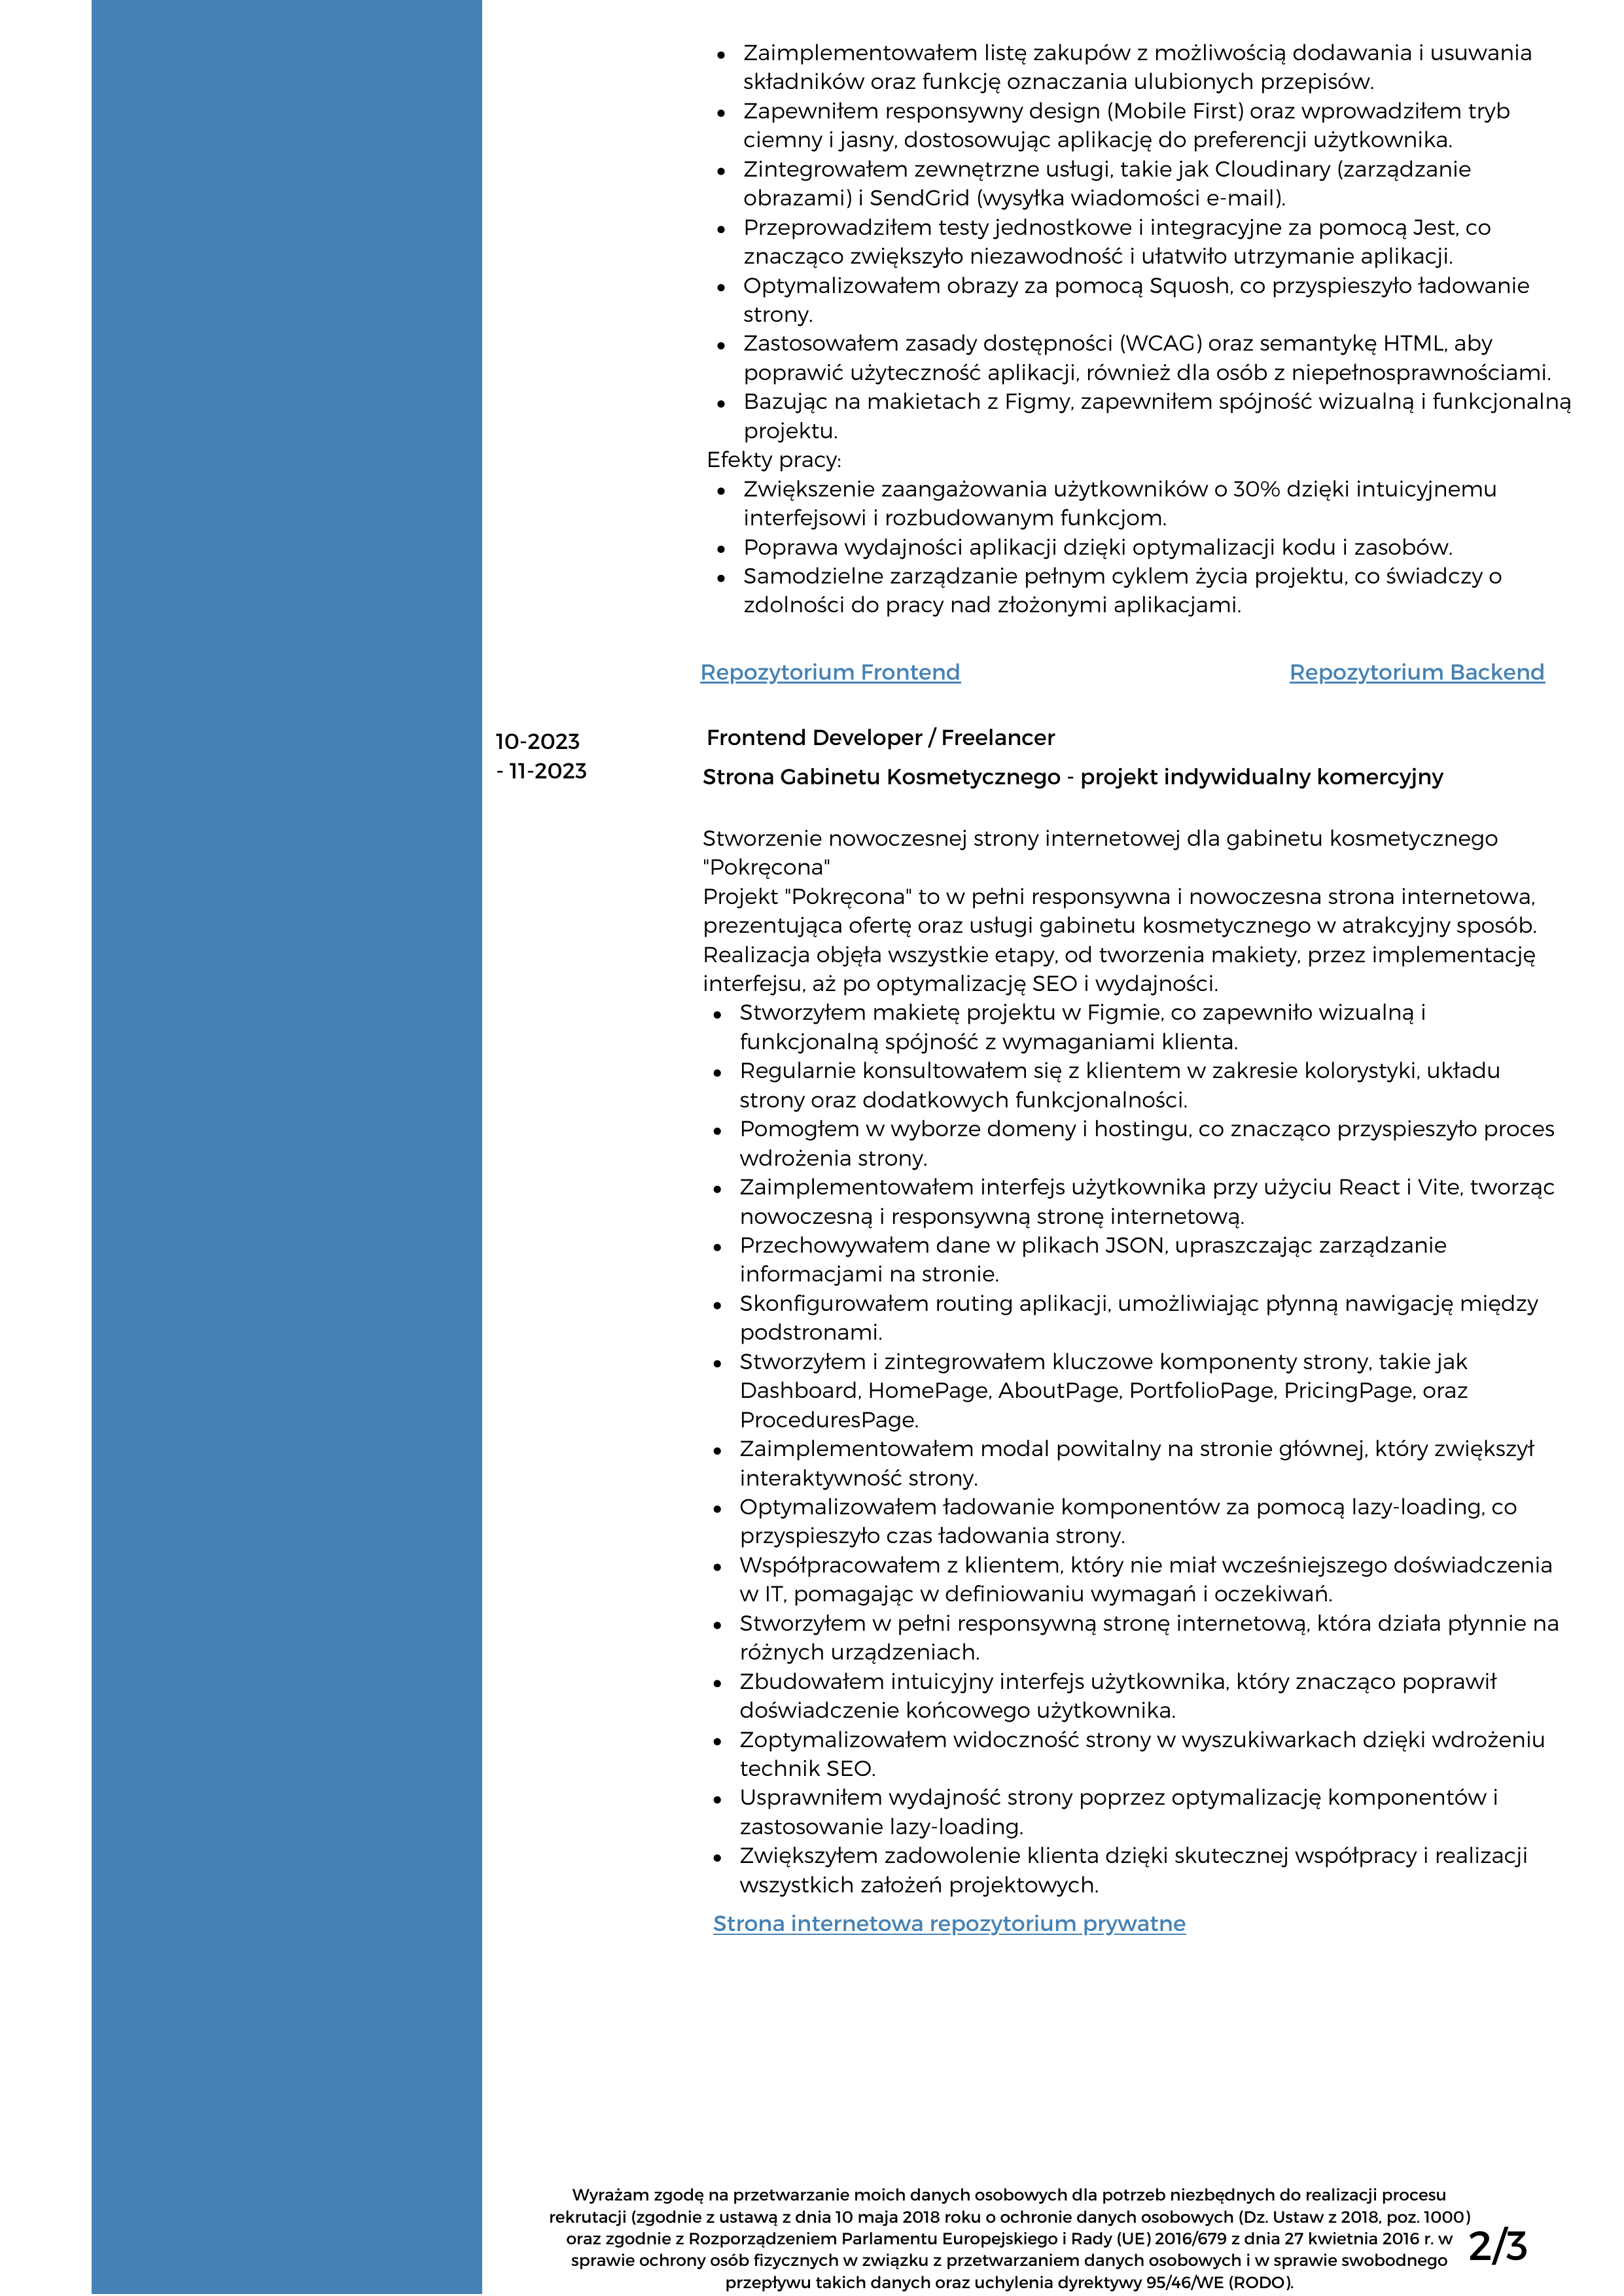 Zaimplementowałem listę zakupów z możliwością dodawania i usuwania
składników oraz funkcję oznaczania ulubionych przepisów.
Zapewniłem responsywny design (Mobile First) oraz wprowadziłem tryb
ciemny i jasny, dostosowując aplikację do preferencji użytkownika.
Zintegrowałem zewnętrzne usługi, takie jak Cloudinary (zarządzanie
obrazami) i SendGrid (wysyłka wiadomości e-mail).
Przeprowadziłem testy jednostkowe i integracyjne za pomocą Jest, co
znacząco zwiększyło niezawodność i ułatwiło utrzymanie aplikacji.
Optymalizowałem obrazy za pomocą Squosh, co przyspieszyło ładowanie
strony.
Zastosowałem zasady dostępności (WCAG) oraz semantykę HTML, aby
poprawić użyteczność aplikacji, również dla osób z niepełnosprawnościami.
Bazując na makietach z Figmy, zapewniłem spójność wizualną i funkcjonalną
projektu.
Efekty pracy:
Zwiększenie zaangażowania użytkowników o 30% dzięki intuicyjnemu
interfejsowi i rozbudowanym funkcjom.
Poprawa wydajności aplikacji dzięki optymalizacji kodu i zasobów.
Samodzielne zarządzanie pełnym cyklem życia projektu, co świadczy o
zdolności do pracy nad złożonymi aplikacjami.
Repozytorium Frontend Repozytorium Backend
10-2023
- 11-2023
Frontend Developer / Freelancer
Strona Gabinetu Kosmetycznego - projekt indywidualny komercyjny
Stworzenie nowoczesnej strony internetowej dla gabinetu kosmetycznego
"Pokręcona"
Projekt "Pokręcona" to w pełni responsywna i nowoczesna strona internetowa,
prezentująca ofertę oraz usługi gabinetu kosmetycznego w atrakcyjny sposób.
Realizacja objęła wszystkie etapy, od tworzenia makiety, przez implementację
interfejsu, aż po optymalizację SEO i wydajności.
Stworzyłem makietę projektu w Figmie, co zapewniło wizualną i
funkcjonalną spójność z wymaganiami klienta.
Regularnie konsultowałem się z klientem w zakresie kolorystyki, układu
strony oraz dodatkowych funkcjonalności.
Pomogłem w wyborze domeny i hostingu, co znacząco przyspieszyło proces
wdrożenia strony.
Zaimplementowałem interfejs użytkownika przy użyciu React i Vite, tworząc
nowoczesną i responsywną stronę internetową.
Przechowywałem dane w plikach JSON, upraszczając zarządzanie
informacjami na stronie.
Skonfigurowałem routing aplikacji, umożliwiając płynną nawigację między
podstronami.
Stworzyłem i zintegrowałem kluczowe komponenty strony, takie jak
Dashboard, HomePage, AboutPage, PortfolioPage, PricingPage, oraz
ProceduresPage.
Zaimplementowałem modal powitalny na stronie głównej, który zwiększył
interaktywność strony.
Optymalizowałem ładowanie komponentów za pomocą lazy-loading, co
przyspieszyło czas ładowania strony.
Współpracowałem z klientem, który nie miał wcześniejszego doświadczenia
w IT, pomagając w definiowaniu wymagań i oczekiwań.
Stworzyłem w pełni responsywną stronę internetową, która działa płynnie na
różnych urządzeniach.
Zbudowałem intuicyjny interfejs użytkownika, który znacząco poprawił
doświadczenie końcowego użytkownika.
Zoptymalizowałem widoczność strony w wyszukiwarkach dzięki wdrożeniu
technik SEO.
Usprawniłem wydajność strony poprzez optymalizację komponentów i
zastosowanie lazy-loading.
Zwiększyłem zadowolenie klienta dzięki skutecznej współpracy i realizacji
wszystkich założeń projektowych.
Strona internetowa repozytorium prywatne
Wyrażam zgodę na przetwarzanie moich danych osobowych dla potrzeb niezbędnych do realizacji procesu
rekrutacji (zgodnie z ustawą z dnia 10 maja 2018 roku o ochronie danych osobowych (Dz. Ustaw z 2018, poz. 1000)
oraz zgodnie z Rozporządzeniem Parlamentu Europejskiego i Rady (UE) 2016/679 z dnia 27 kwietnia 2016 r. w
sprawie ochrony osób fizycznych w związku z przetwarzaniem danych osobowych i w sprawie swobodnego
przepływu takich danych oraz uchylenia dyrektywy 95/46/WE (RODO).
2/3